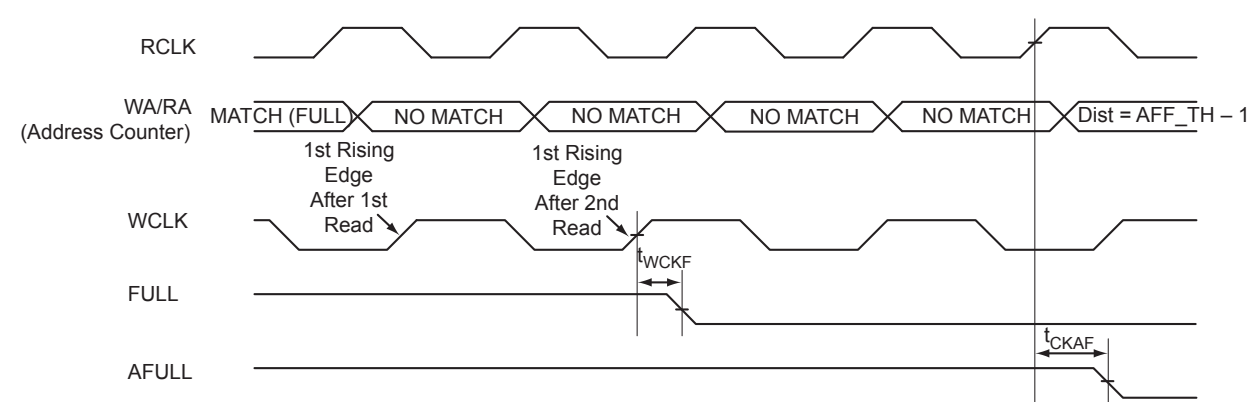 RCLK
WA/RA
(Address Counter)
MATCH (FULL)
NO MATCH
NO MATCH
NO MATCH
NO MATCH
Dist = AFF_TH – 1
1st Rising
Edge
After 1st
Read
1st Rising
Edge
After 2nd
Read
WCLK
tWCKF
FULL
tCKAF
AFULL